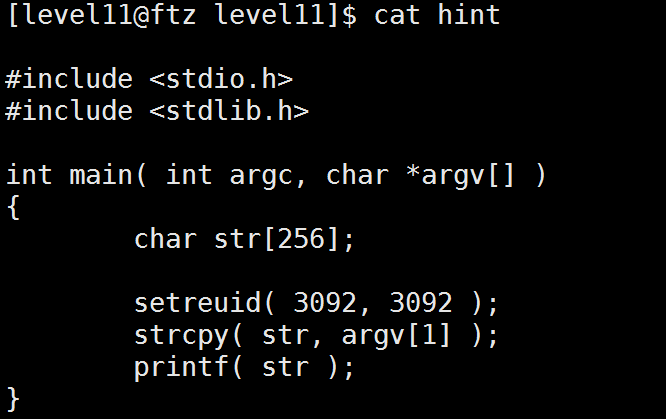 [level11@ftz level11]$ cat hint
#include <stdio.h>
#include <stdlib.h>
int main( int argc, char *argv[] )
{
        char str[256];
        setreuid( 3092, 3092 );
        strcpy( str, argv[1] );
        printf( str );
}